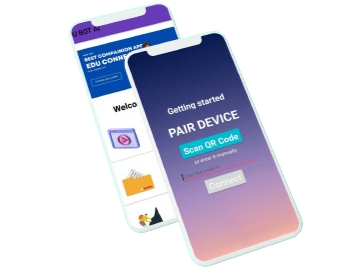 U BOT AI
BEST COMPANION APP
EDU CONNE
Welco
Getting started
PAIR DEVICE
Scan QR Code
or enter it manually
Connect